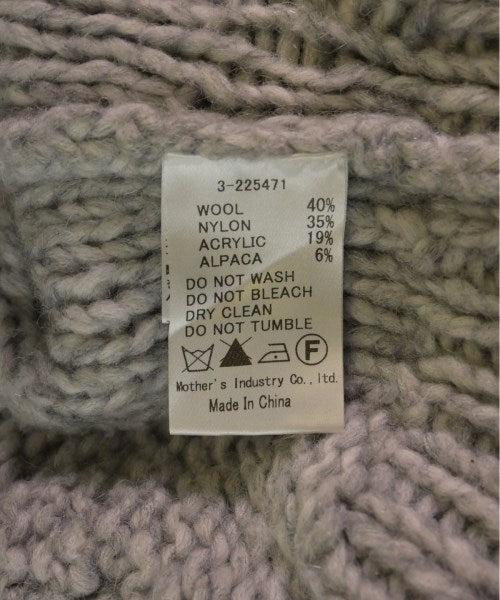 3-225471
WOOL 40%
NYLON 35%
ACRYLIC 19%
ALPACA 6%
DO NOT WASH
DO NOT BLEACH
DRY CLEAN
DO NOT TUMBLE
F
Mother's Industry Co.,ltd.
Made In China